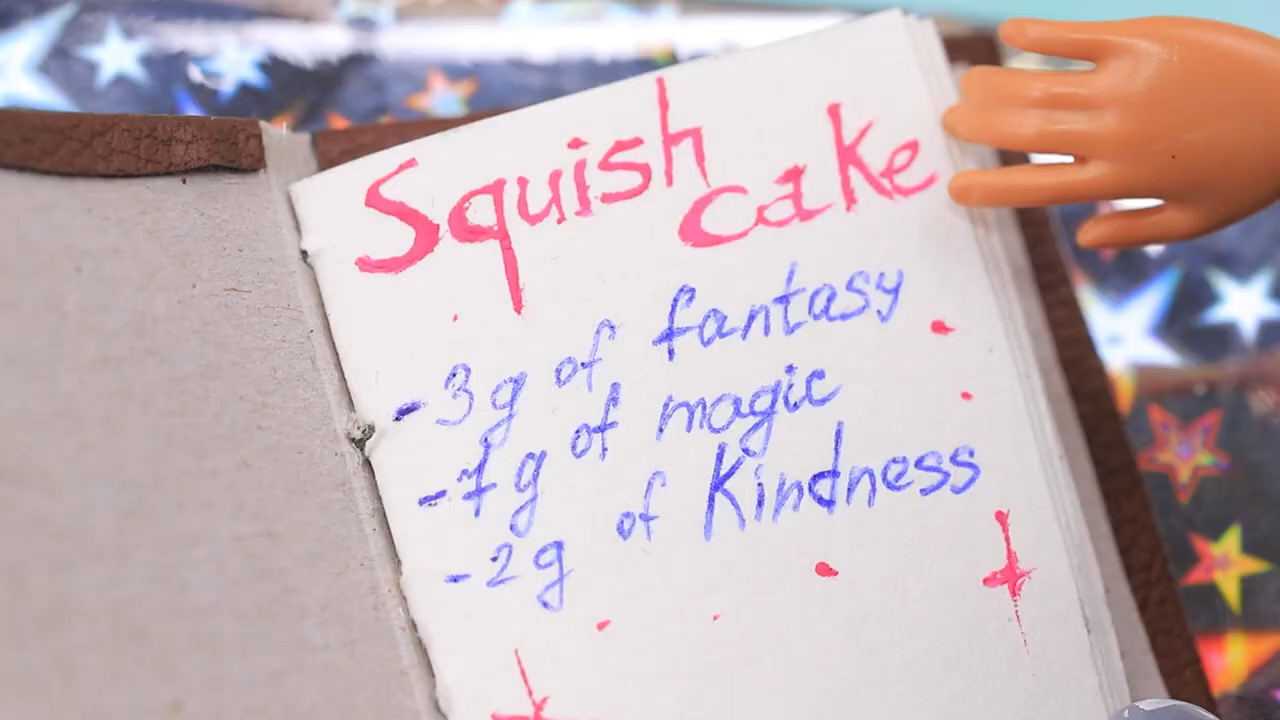 Squish
cake
-3g of fantasy
-7g of magic
-2g of Kindness